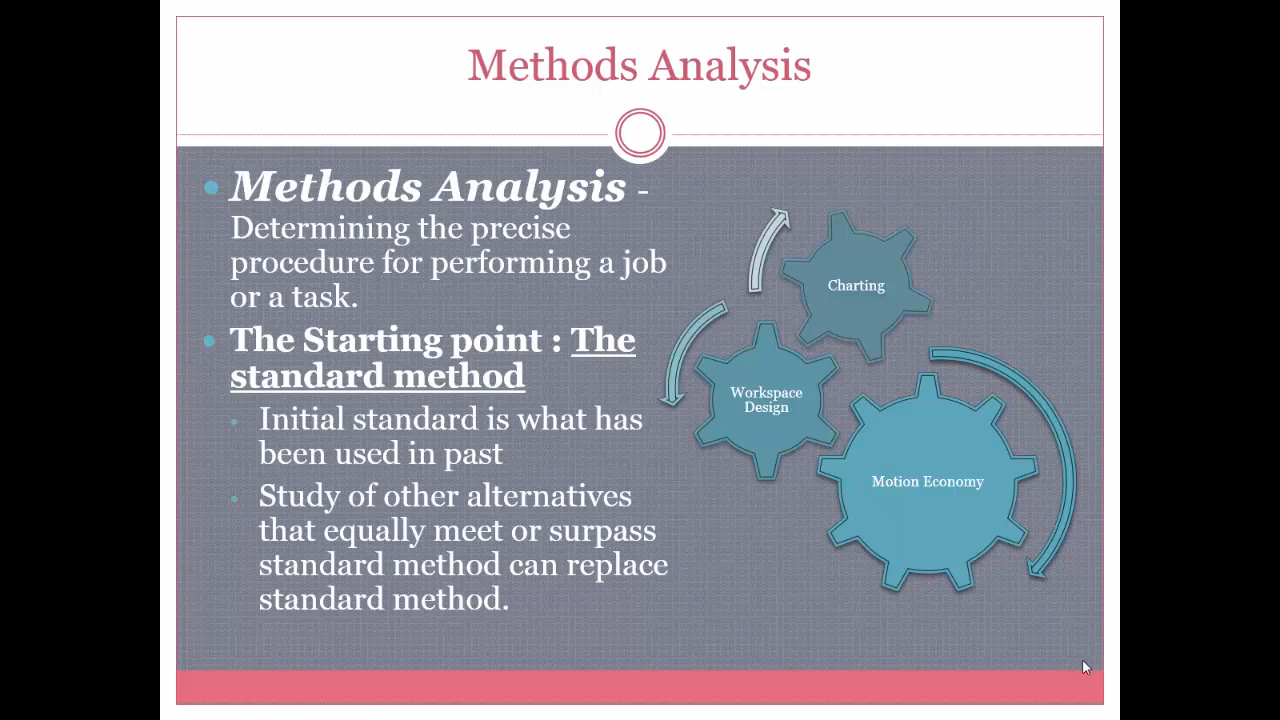 Methods Analysis
• Methods Analysis -
Determining the precise
procedure for performing a job
or a task.
• The Starting point : The
standard method
• Initial standard is what has
been used in past
• Study of other alternatives
that equally meet or surpass
standard method can replace
standard method.
Charting
Workspace
Design
Motion Economy